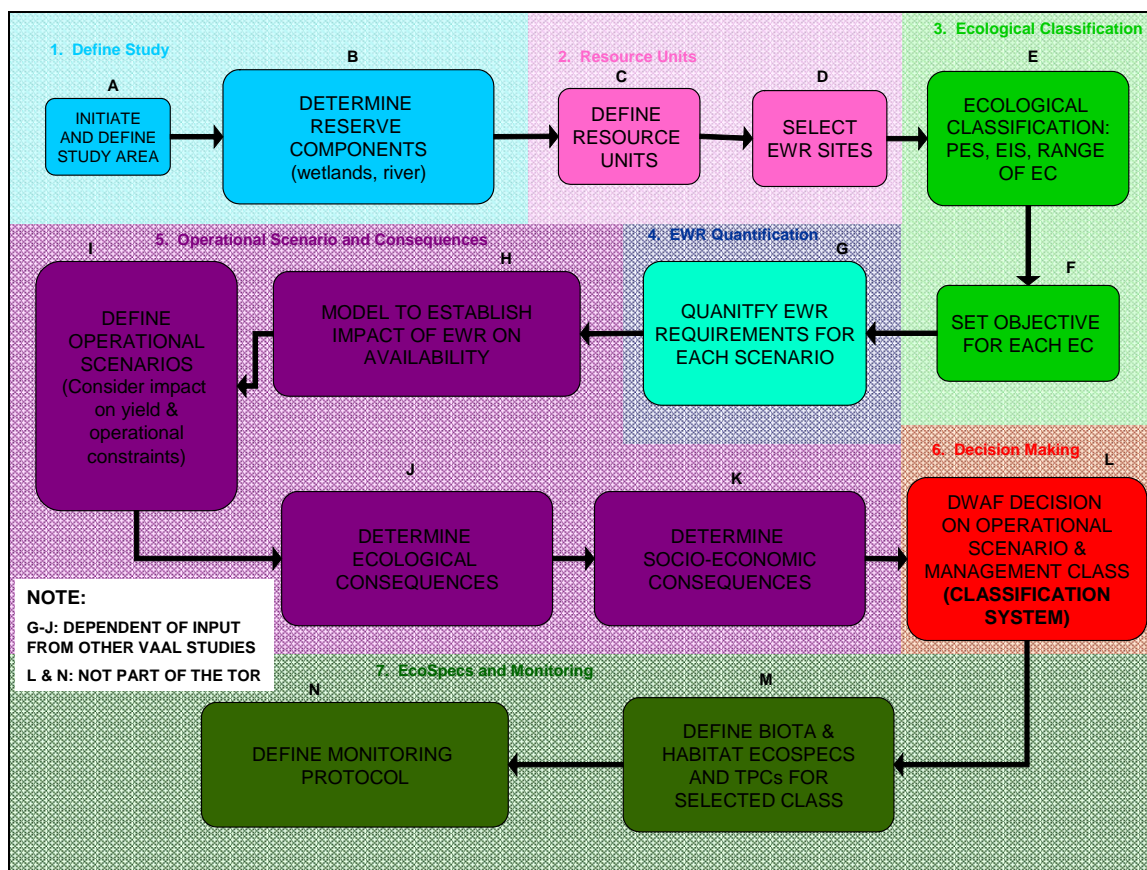 1. Define Study
A
INITIATE
AND DEFINE
STUDY AREA
B
DETERMINE
RESERVE
COMPONENTS
(wetlands, river)
2. Resource Units
C
DEFINE
RESOURCE
UNITS
D
SELECT
EWR SITES
3. Ecological Classification
E
ECOLOGICAL
CLASSIFICATION:
PES, EIS, RANGE
OF EC
F
SET OBJECTIVE
FOR EACH EC
4. EWR Quantification
G
QUANITFY EWR
REQUIREMENTS FOR
EACH SCENARIO
5. Operational Scenario and Consequences
H
MODEL TO ESTABLISH
IMPACT OF EWR ON
AVAILABILITY
I
DEFINE
OPERATIONAL
SCENARIOS
(Consider impact
on yield &
operational
constraints)
J
DETERMINE
ECOLOGICAL
CONSEQUENCES
K
DETERMINE
SOCIO-ECONOMIC
CONSEQUENCES
6. Decision Making
L
DWAF DECISION
ON OPERATIONAL
SCENARIO &
MANAGEMENT CLASS
(CLASSIFICATION
SYSTEM)
7. EcoSpecs and Monitoring
M
DEFINE BIOTA &
HABITAT ECOSPECS
AND TPCs FOR
SELECTED CLASS
N
DEFINE MONITORING
PROTOCOL
NOTE:
G-J: DEPENDENT OF INPUT
FROM OTHER VAAL STUDIES
L & N: NOT PART OF THE TOR